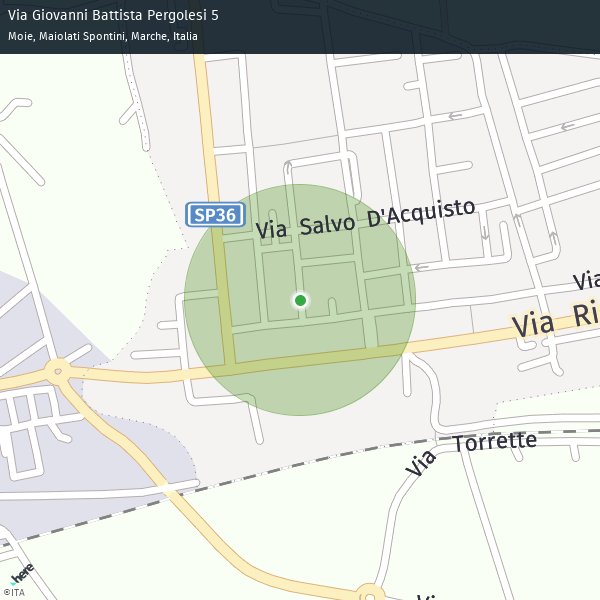 Via Giovanni Battista Pergolesi 5
Moie, Maiolati Spontini, Marche, Italia
SP36
Via Salvo D'Acquisto
Via
Via Ri
Via Torrette
here
©ITA